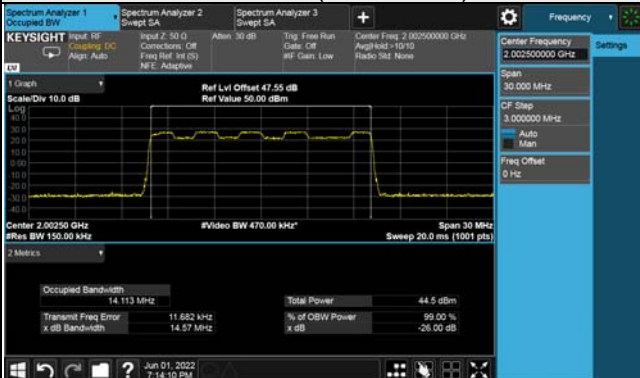 Spectrum Analyzer 1
Occupied BW
Spectrum Analyzer 2
Swept SA
Spectrum Analyzer 3
Swept SA
+
Frequency
KEYSIGHT
Input: RF
Coupling: DC
Align: Auto
Input Z: 50 Ω
Corrections: Off
Freq Ref: Int (S)
NFE: Adaptive
Atten: 30 dB
Trig: Free Run
Gate: Off
#IF Gain: Low
Center Freq: 2.002500000 GHz
Avg|Hold:>10/10
Radio Std: None
Center Frequency
2.002500000 GHz
Settings
Span
30.000 MHz
CF Step
3.000000 MHz
Auto
Man
Freq Offset
0 Hz
1 Graph
Scale/Div 10.0 dB
Ref Lvl Offset 47.55 dB
Ref Value 50.00 dBm
Log
40.0
30.0
20.0
10.0
0.00
-10.0
-20.0
-30.0
-40.0
Center 2.00250 GHz
#Video BW 470.00 kHz*
Span 30 MHz
#Res BW 150.00 kHz
Sweep 20.0 ms (1001 pts)
2 Metrics
Occupied Bandwidth
14.113 MHz
Total Power 44.5 dBm
Transmit Freq Error 11.682 kHz
% of OBW Power 99.00 %
x dB Bandwidth 14.57 MHz
x dB -26.00 dB
?
Jun 01, 2022
7:14:10 PM